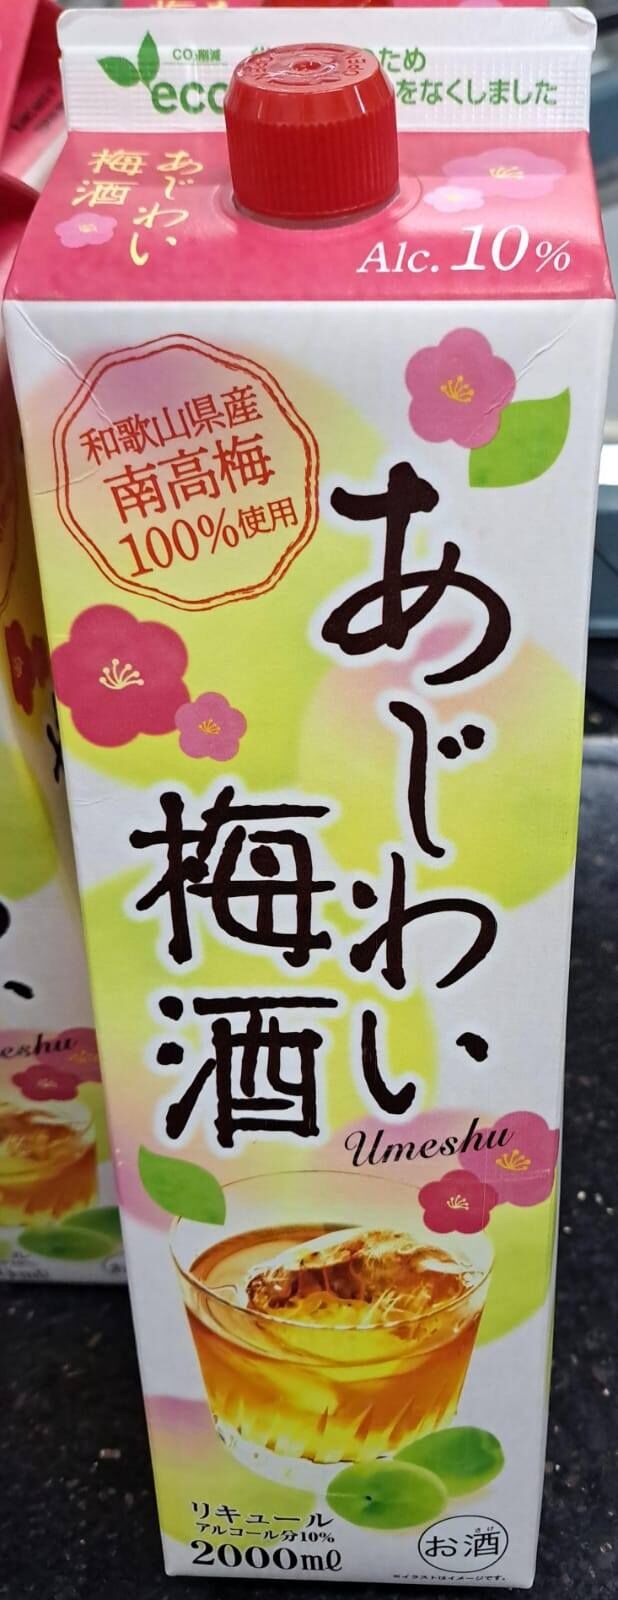 CO₂削減
eco
のため
をなくしました
あじわい
梅酒
Alc. 10%
和歌山県産
南高梅
100%使用
あじわい
梅酒
Umeshu
リキュール
アルコール分10%
2000mℓ
お酒
さけ
※イラストはイメージです。